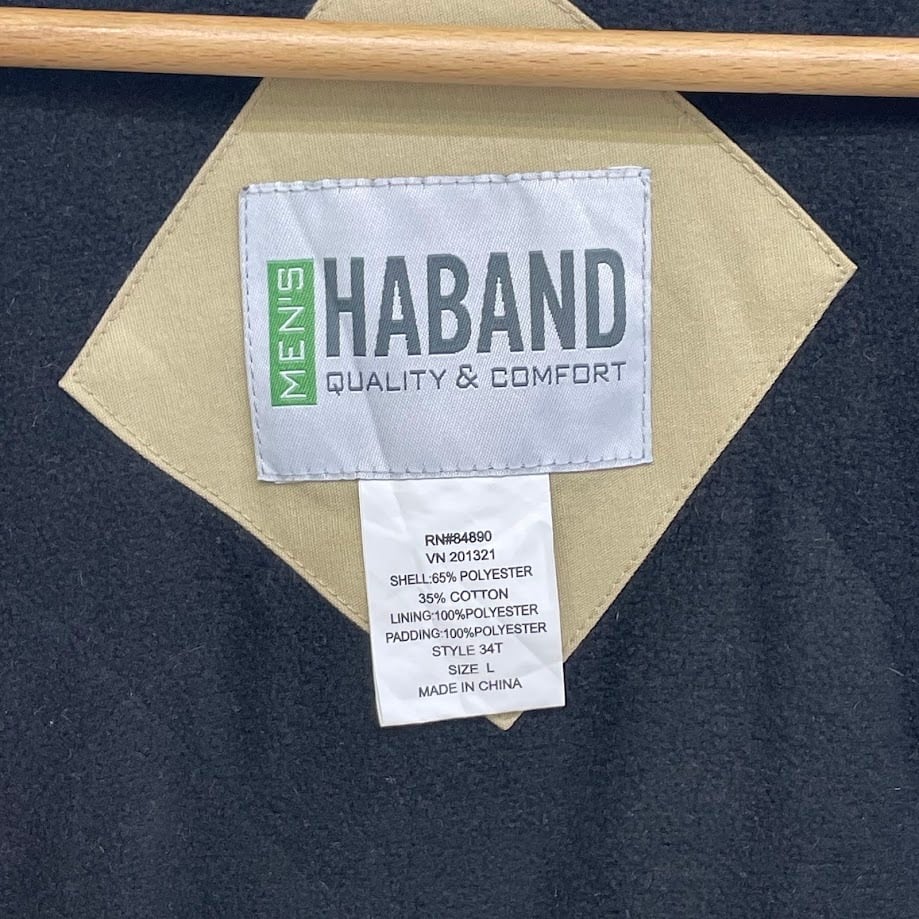 MEN'S
HABAND
QUALITY & COMFORT
RN#84890
VN 201321
SHELL:65% POLYESTER
35% COTTON
LINING:100%POLYESTER
PADDING:100%POLYESTER
STYLE 34T
SIZE L
MADE IN CHINA